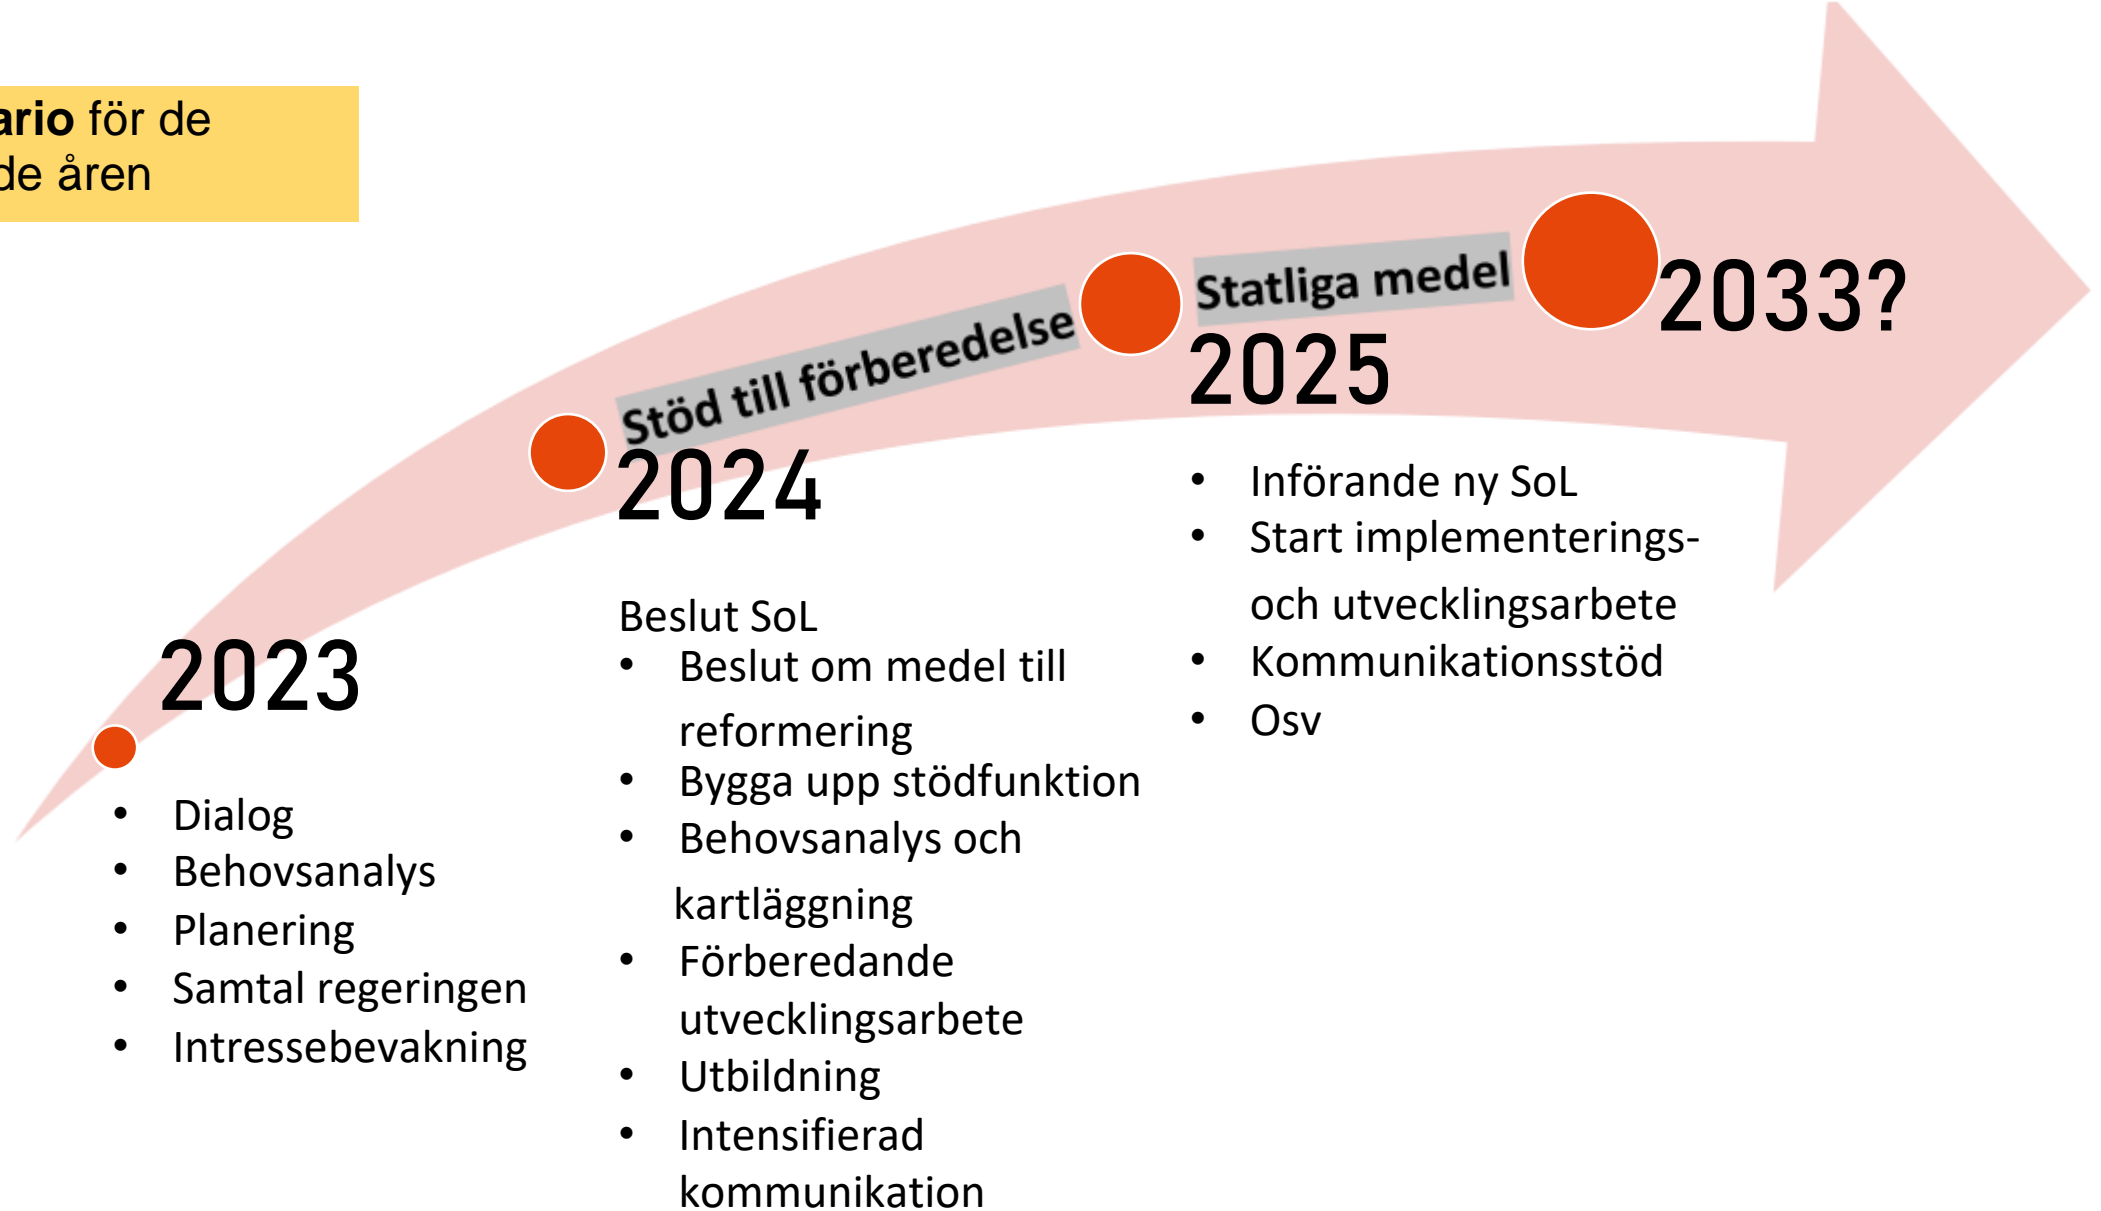 ario för de
de åren
Stöd till förberedelse
Statliga medel
2033?
2025
2024
2023
• Dialog
• Behovsanalys
• Planering
• Samtal regeringen
• Intressebevakning
Beslut SoL
• Beslut om medel till
reformering
• Bygga upp stödfunktion
• Behovsanalys och
kartläggning
• Förberedande
utvecklingsarbete
• Utbildning
• Intensifierad
kommunikation
• Införande ny SoL
• Start implementerings-
och utvecklingsarbete
• Kommunikationsstöd
• Osv